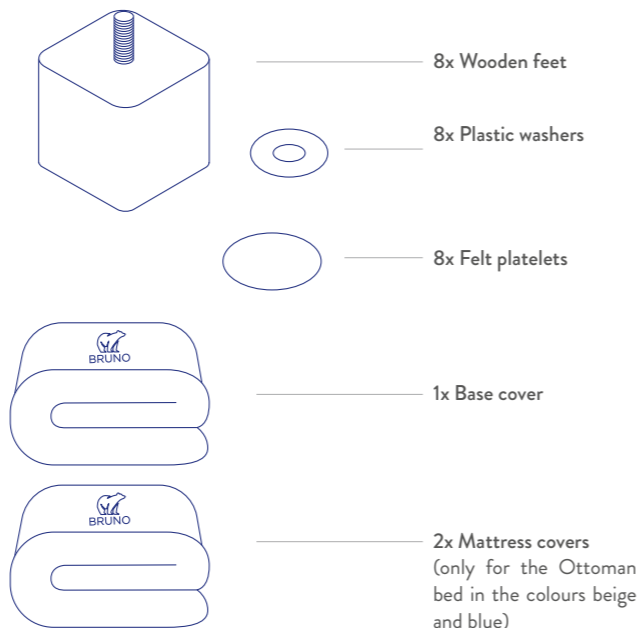 8x Wooden feet
8x Plastic washers
8x Felt platelets
BRUNO
1x Base cover
BRUNO
2x Mattress covers
(only for the Ottoman
bed in the colours beige
and blue)